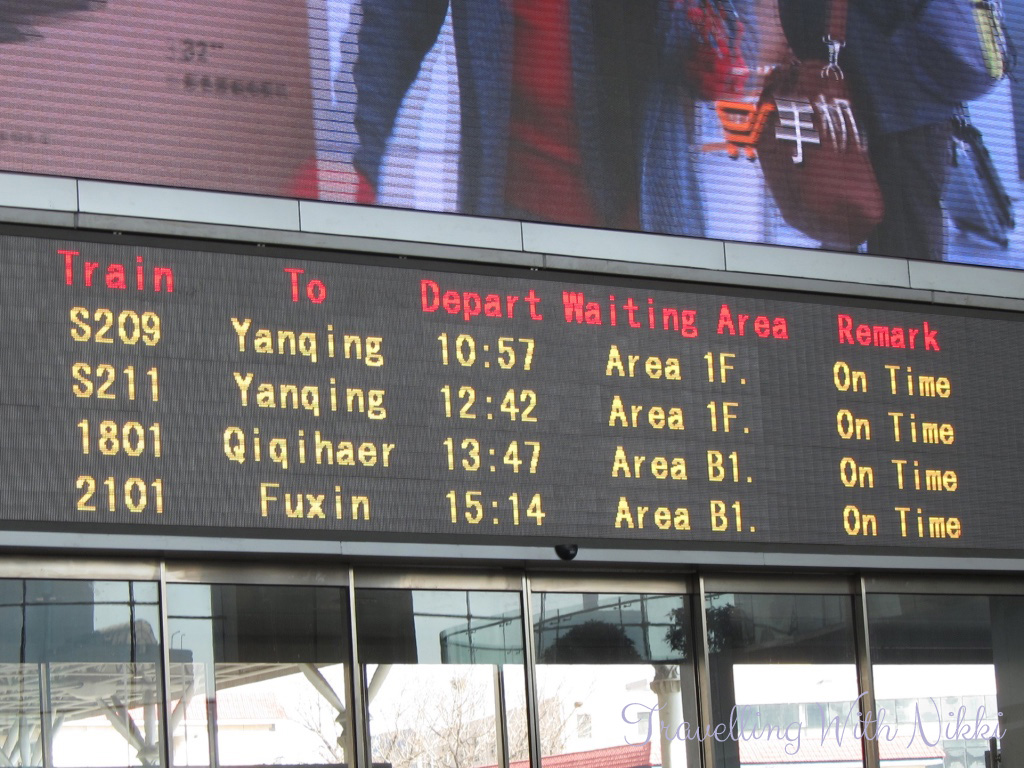 32"
手机
Train To Depart Waiting Area Remark
S209 Yanqing 10:57 Area 1F. On Time
S211 Yanqing 12:42 Area 1F. On Time
1801 Qiqihaer 13:47 Area B1. On Time
2101 Fuxin 15:14 Area B1. On Time
Travelling With Nikki